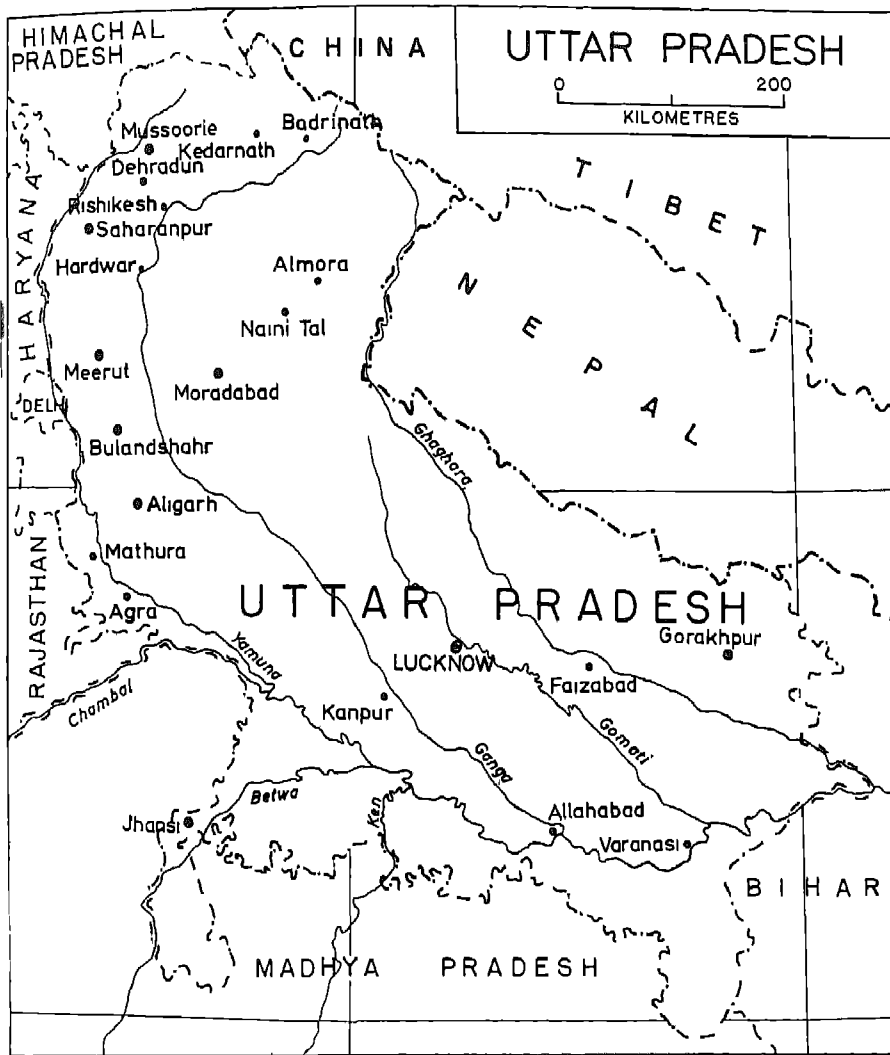 HIMACHAL
PRADESH
CHINA
UTTAR PRADESH
0 200
KILOMETRES
TIBET
NEPAL
HARYANA
Mussoorie
Badrinath
Kedarnath
Dehradun
Rishikesh
Saharanpur
Hardwar
Almora
Naini Tal
Meerut
Moradabad
DELHI
Bulandshahr
Ghaghara
Aligarh
RAJASTHAN
Mathura
Agra
UTTAR PRADESH
Gorakhpur
Yamuna
LUCKNOW
Faizabad
Chambal
Kanpur
Gomati
Ganga
Betwa
Ken
Jhansi
Allahabad
Varanasi
BIHAR
MADHYA PRADESH